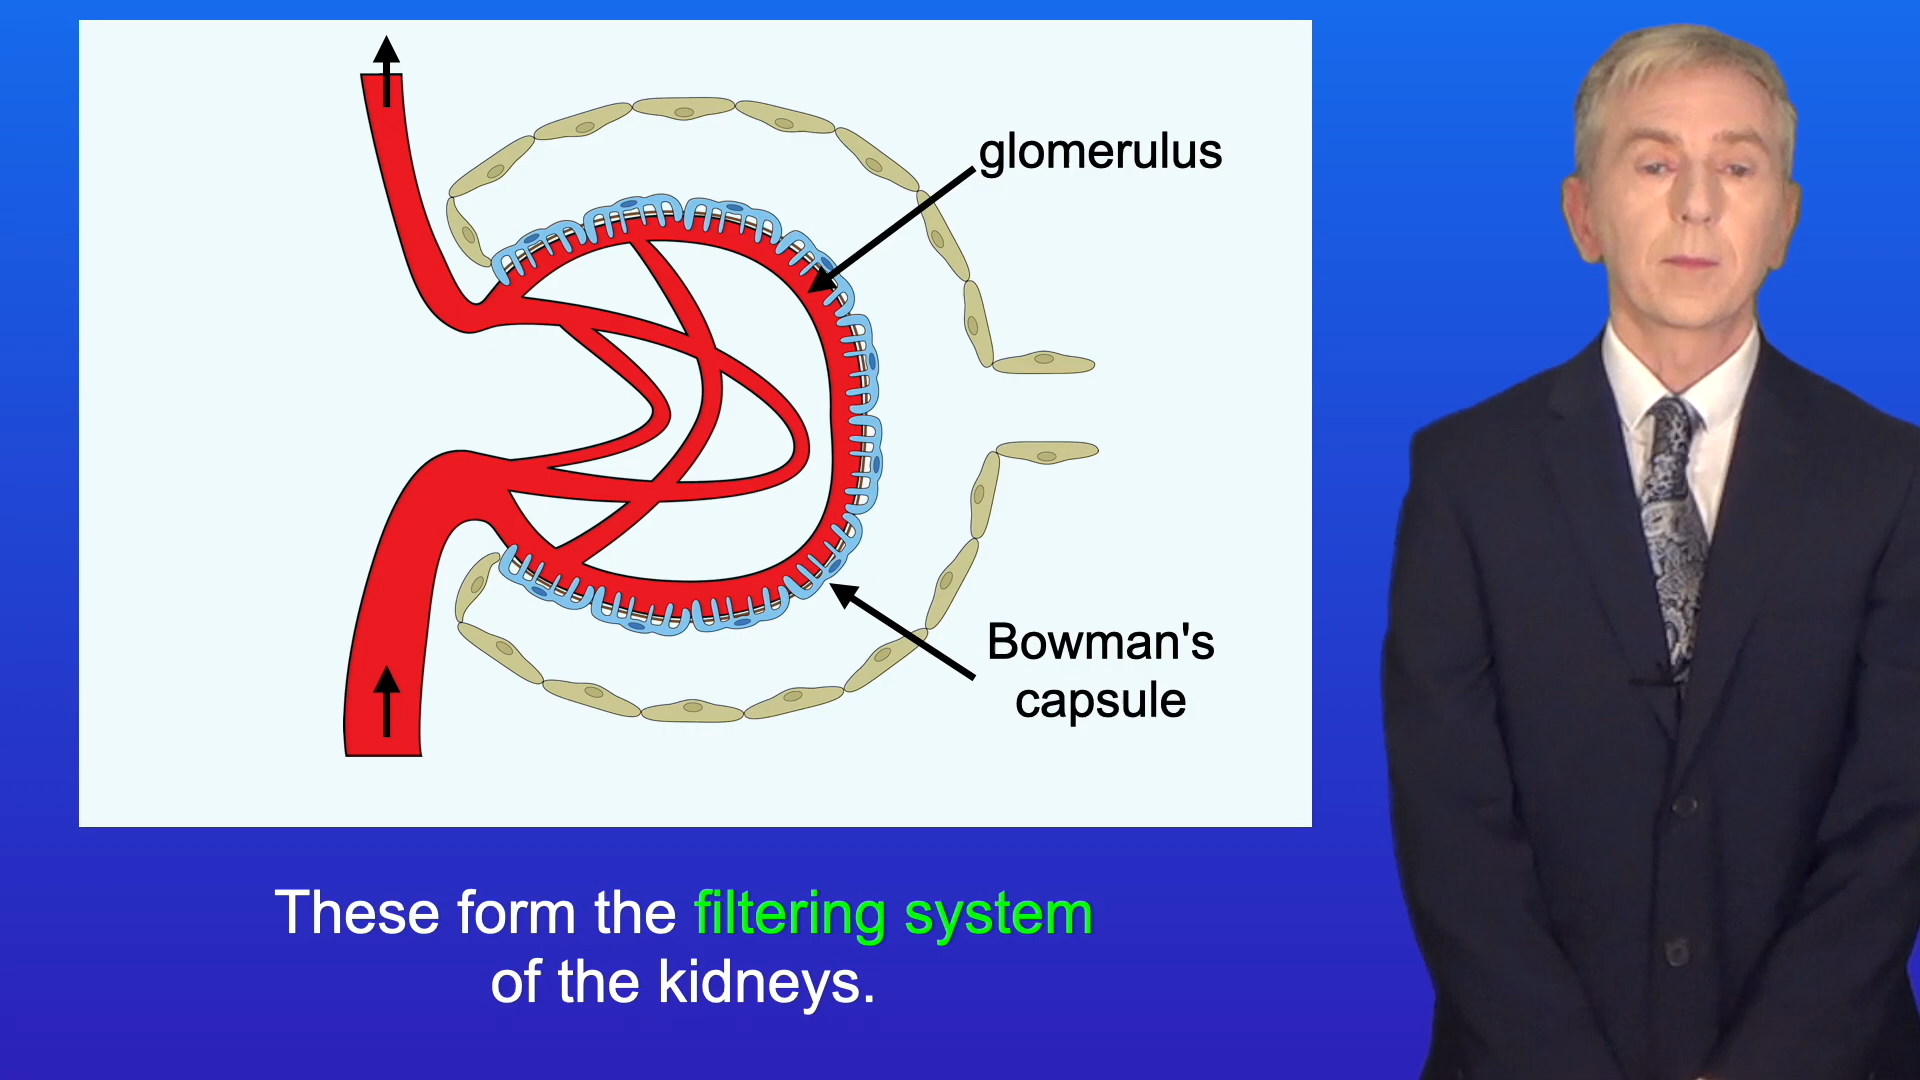 glomerulus
Bowman's
capsule
These form the filtering system
of the kidneys.